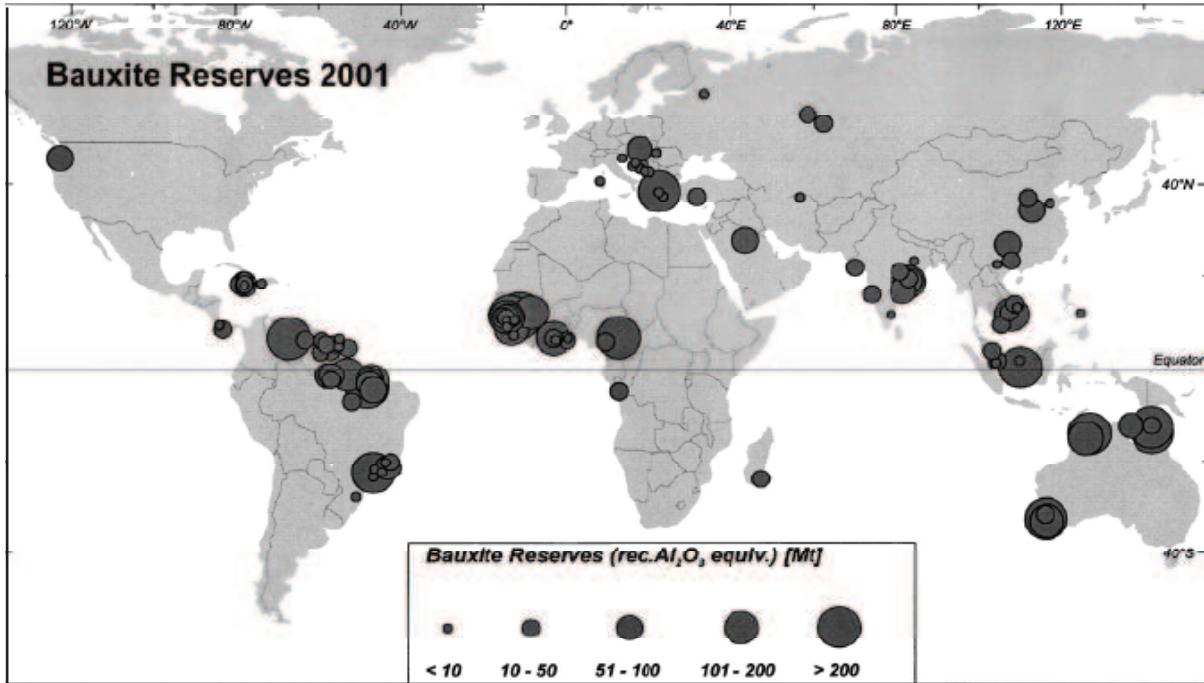 120°W 80°W 40°W 0° 40°E 80°E 120°E
Bauxite Reserves 2001
40°N
Equator
40°S
Bauxite Reserves (rec.Al₂O₃ equiv.) [Mt]
< 10 10 - 50 51 - 100 101 - 200 > 200